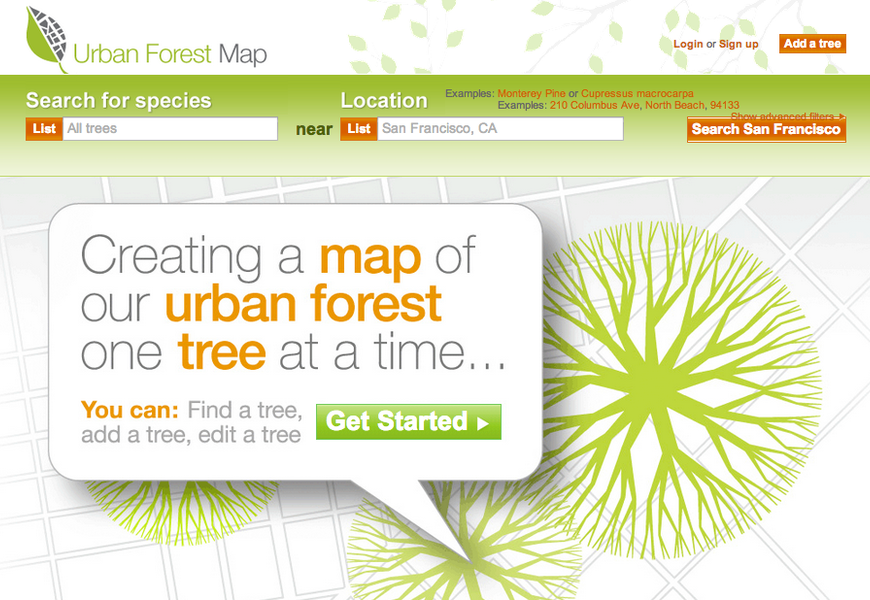 Urban Forest Map
Login or Sign up
Add a tree
Search for species
Location
Examples: Monterey Pine or Cupressus macrocarpa
Examples: 210 Columbus Ave, North Beach, 94133
Show advanced filters
List All trees
near
List San Francisco, CA
Search San Francisco
Creating a map of
our urban forest
one tree at a time...
You can: Find a tree,
add a tree, edit a tree
Get Started